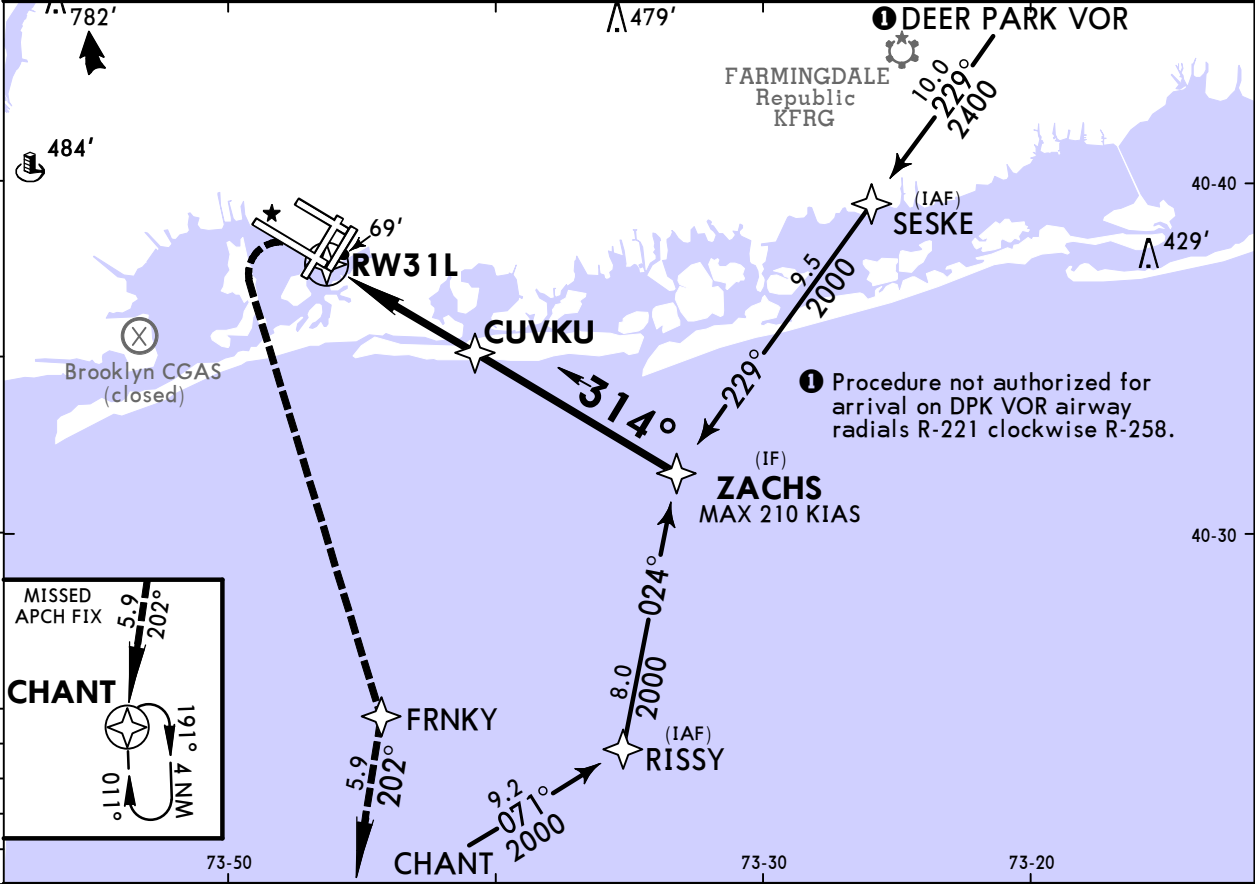 782'
479'
1 DEER PARK VOR
FARMINGDALE
Republic
KFRG
10.0
229°
2400
484'
40-40
(IAF)
SESKE
69'
429'
RW31L
9.5
2000
CUVKU
Brooklyn CGAS
(closed)
229°
1 Procedure not authorized for
arrival on DPK VOR airway
radials R-221 clockwise R-258.
314°
(IF)
ZACHS
MAX 210 KIAS
40-30
024°
MISSED
APCH FIX
5.9
202°
CHANT
191° 4 NM
011°
8.0
2000
FRNKY
(IAF)
RISSY
5.9
202°
9.2
071°
2000
CHANT
73-50
73-30
73-20